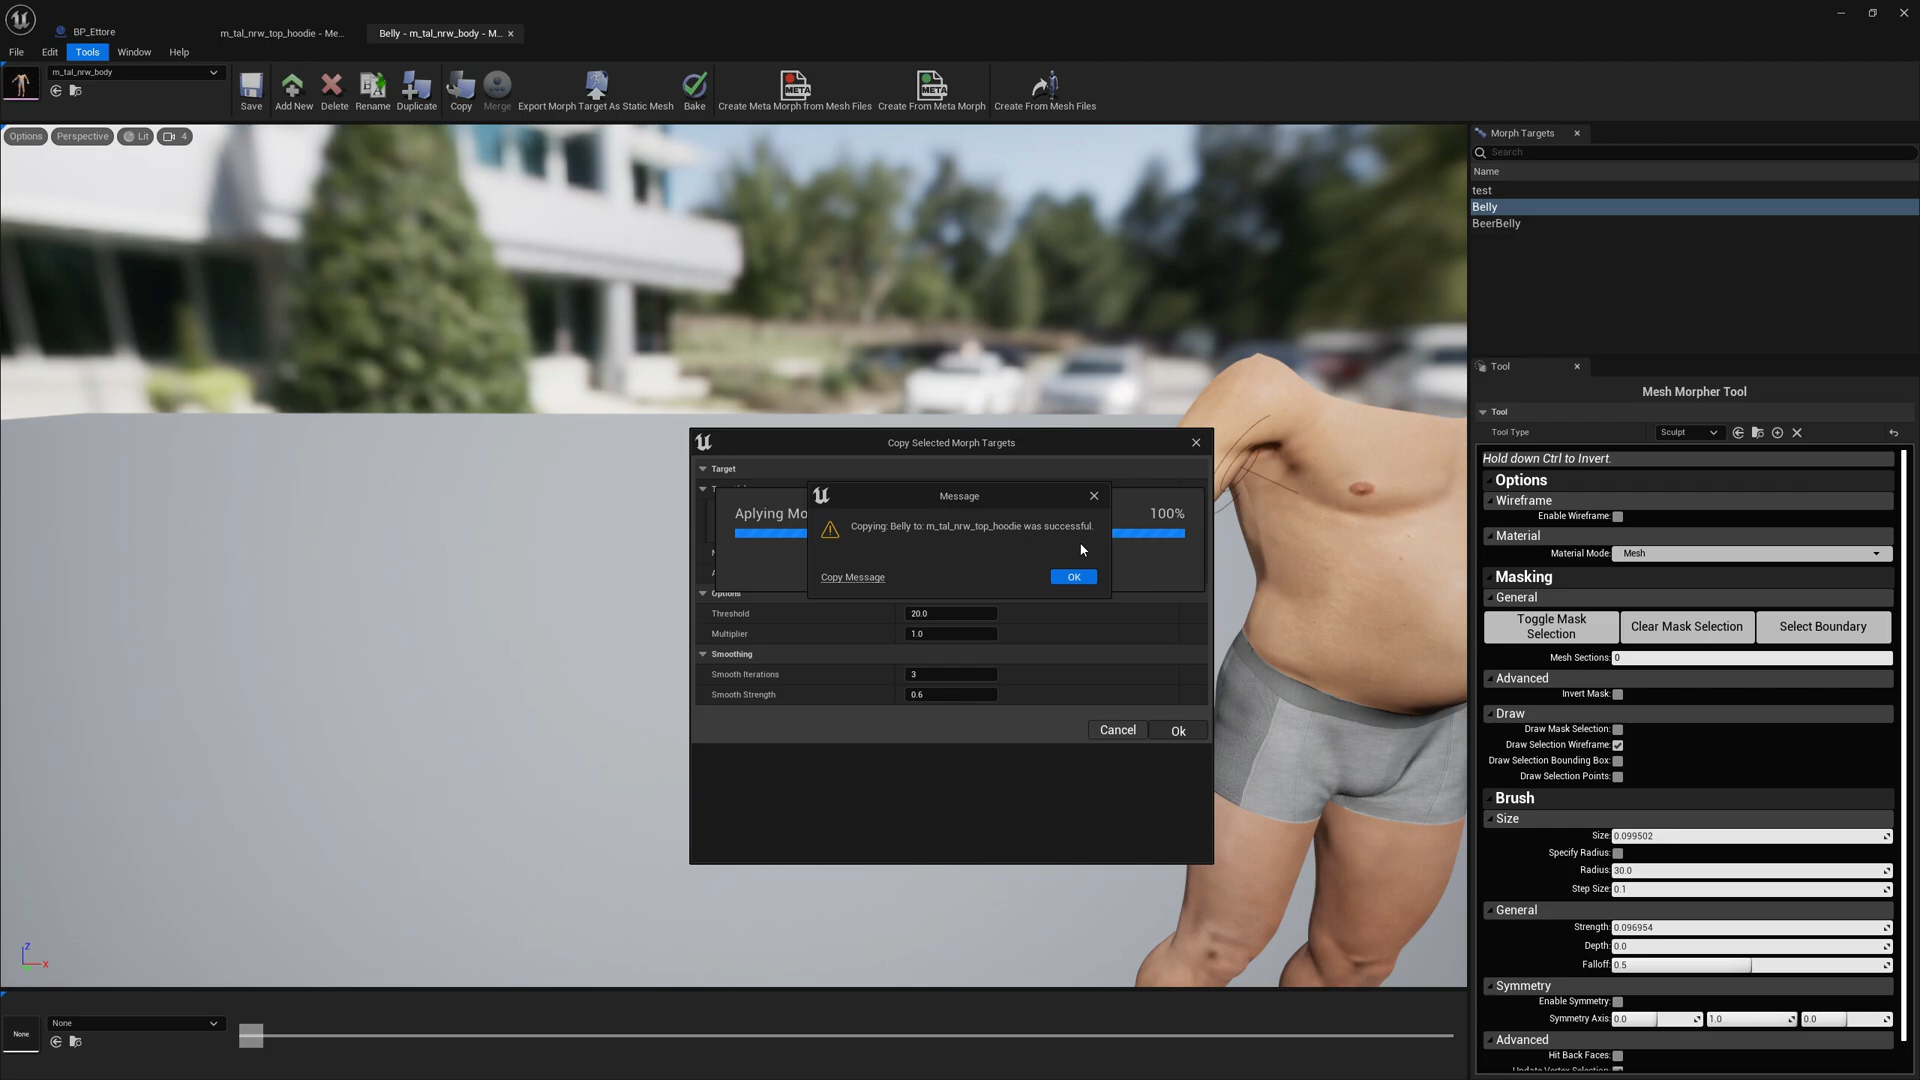 BP_Ettore
m_tal_nrw_top_hoodie - Me...
Belly - m_tal_nrw_body - M...
File
Edit
Tools
Window
Help
m_tal_nrw_body
Save
Add New
Delete
Rename
Duplicate
Copy
Merge
Export Morph Target As Static Mesh
Bake
META
Create Meta Morph from Mesh Files
META
Create From Meta Morph
Create From Mesh Files
Options
Perspective
Lit
4
Morph Targets
Search
Name
test
Belly
BeerBelly
Tool
Mesh Morpher Tool
Tool
Tool Type
Sculpt
Hold down Ctrl to Invert.
Options
Wireframe
Enable Wireframe:
Material
Material Mode:
Mesh
Masking
General
Toggle Mask
Selection
Clear Mask Selection
Select Boundary
Mesh Sections:
0
Advanced
Invert Mask:
Draw
Draw Mask Selection:
Draw Selection Wireframe:
Draw Selection Bounding Box:
Draw Selection Points:
Brush
Size
Size:
0.099502
Specify Radius:
Radius:
30.0
Step Size:
0.1
General
Strength:
0.096954
Depth:
0.0
Falloff:
0.5
Symmetry
Enable Symmetry:
Symmetry Axis:
0.0
1.0
0.0
Advanced
Hit Back Faces:
Copy Selected Morph Targets
Target
Aplying Mo
100%
Message
Copying: Belly to: m_tal_nrw_top_hoodie was successful.
Copy Message
OK
Options
Threshold
20.0
Multiplier
1.0
Smoothing
Smooth Iterations
3
Smooth Strength
0.6
Cancel
Ok
Z
X
None
None